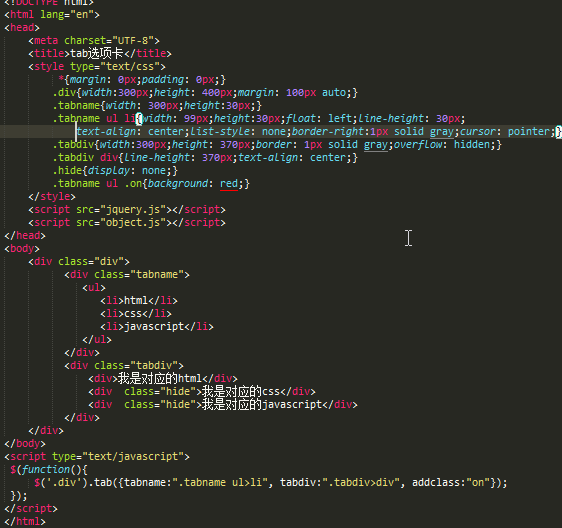 <!DOCTYPE html>
<html lang="en">
<head>
<meta charset="UTF-8">
<title>tab选项卡</title>
<style type="text/css">
*{margin: 0px;padding: 0px;}
.div{width:300px;height: 400px;margin: 100px auto;}
.tabname{width: 300px;height:30px;}
.tabname ul li{width: 99px;height:30px;float: left;line-height: 30px;
text-align: center;list-style: none;border-right:1px solid gray;cursor: pointer;}
.tabdiv{width:300px;height: 370px;border: 1px solid gray;overflow: hidden;}
.tabdiv div{line-height: 370px;text-align: center;}
.hide{display: none;}
.tabname ul .on{background: red;}
</style>
<script src="jquery.js"></script>
<script src="object.js"></script>
</head>
<body>
<div class="div">
<div class="tabname">
<ul>
<li>html</li>
<li>css</li>
<li>javascript</li>
</ul>
</div>
<div class="tabdiv">
<div>我是对应的html</div>
<div  class="hide">我是对应的css</div>
<div  class="hide">我是对应的javascript</div>
</div>
</div>
</body>
<script type="text/javascript">
$(function(){
$('.div').tab({tabname:".tabname ul>li", tabdiv:".tabdiv>div", addclass:"on"});
});
</script>
</html>